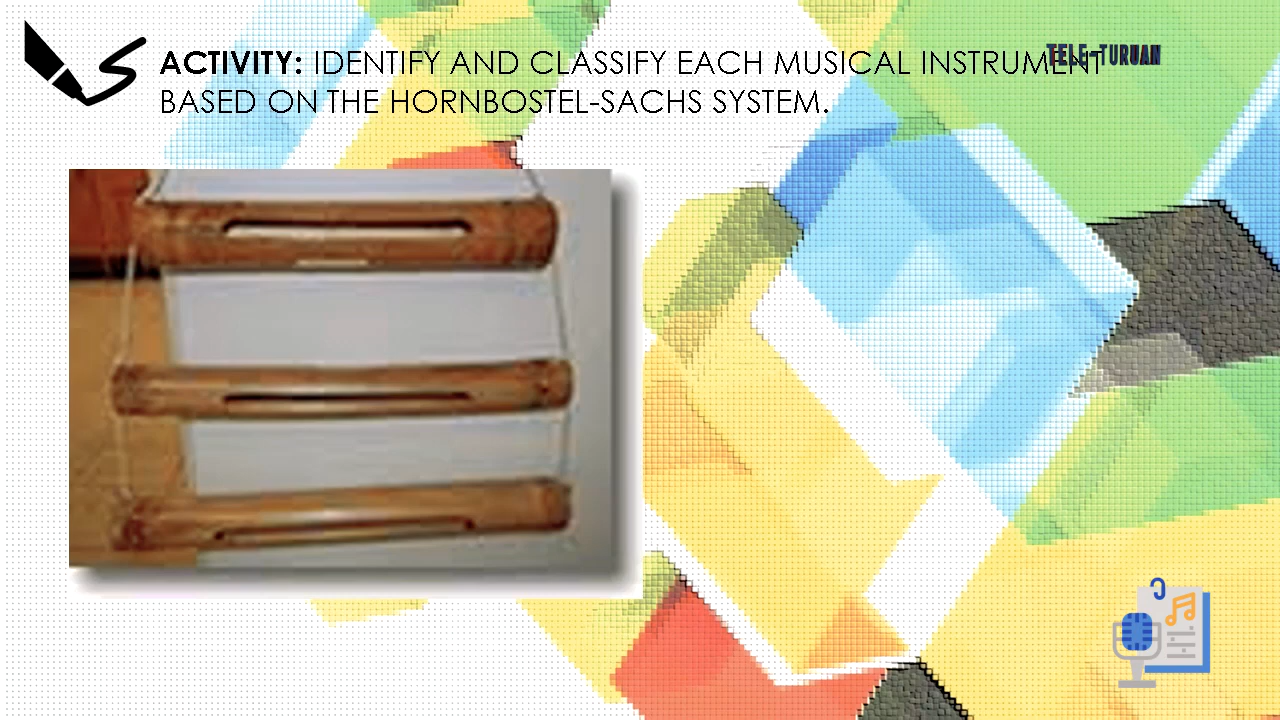 ACTIVITY: IDENTIFY AND CLASSIFY EACH MUSICAL INSTRUMENT
BASED ON THE HORNBOSTEL-SACHS SYSTEM.
TELE-TURUAN